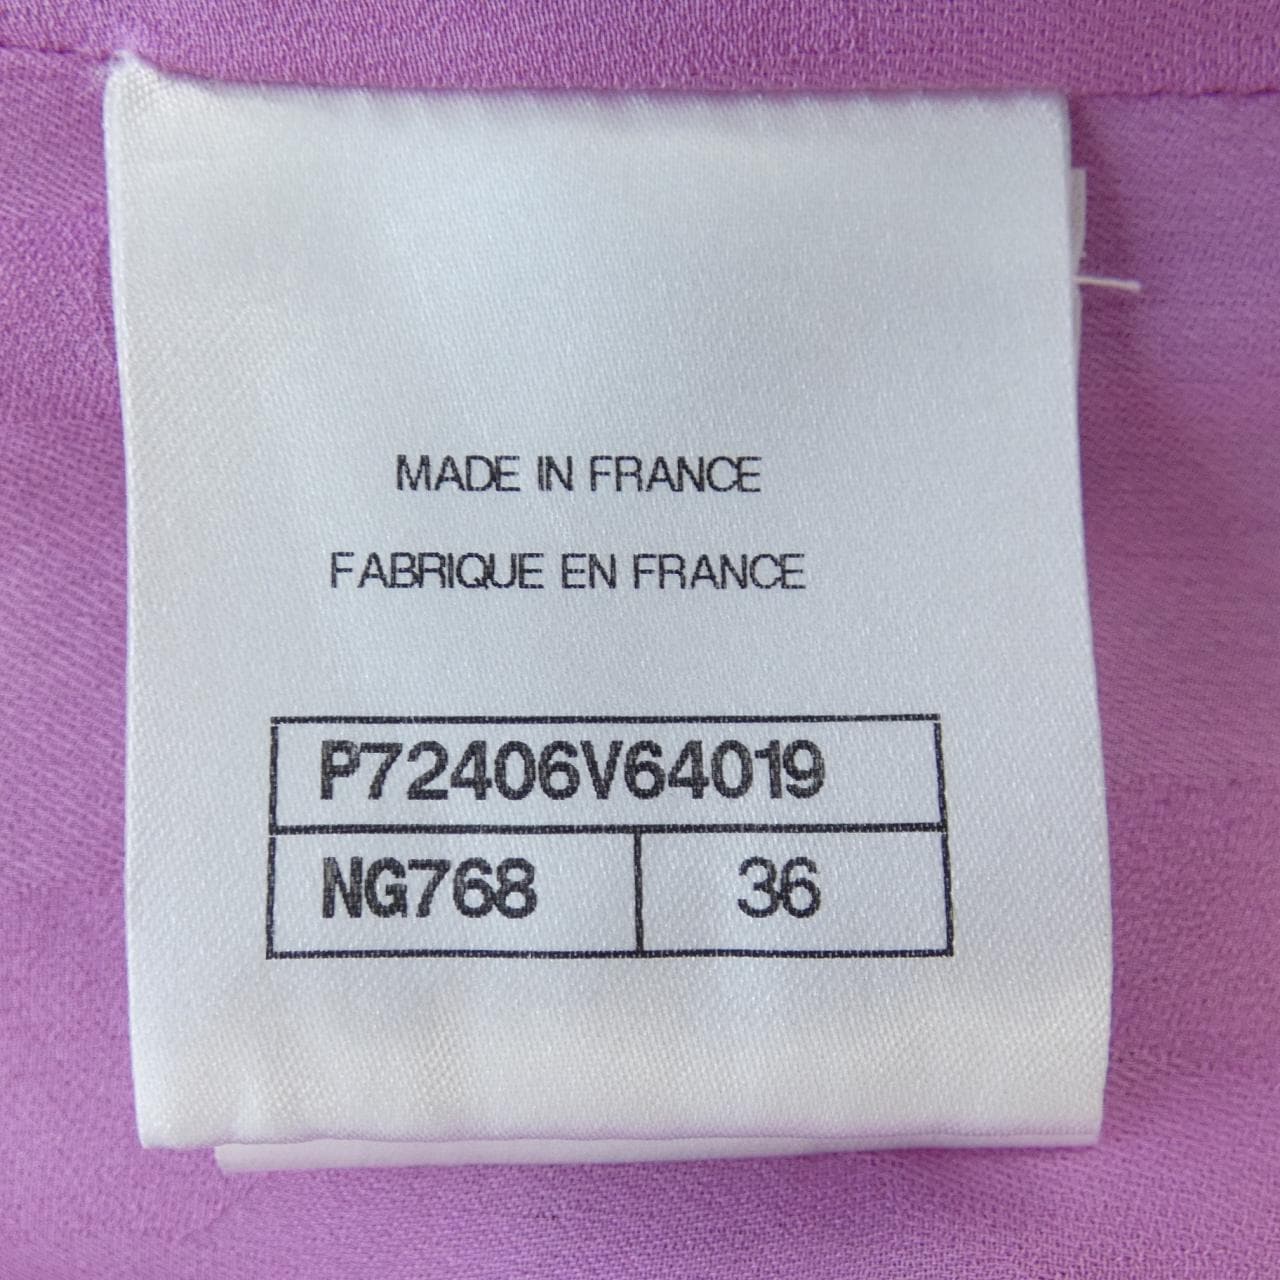 MADE IN FRANCE
FABRIQUE EN FRANCE
P72406V64019
NG768 36